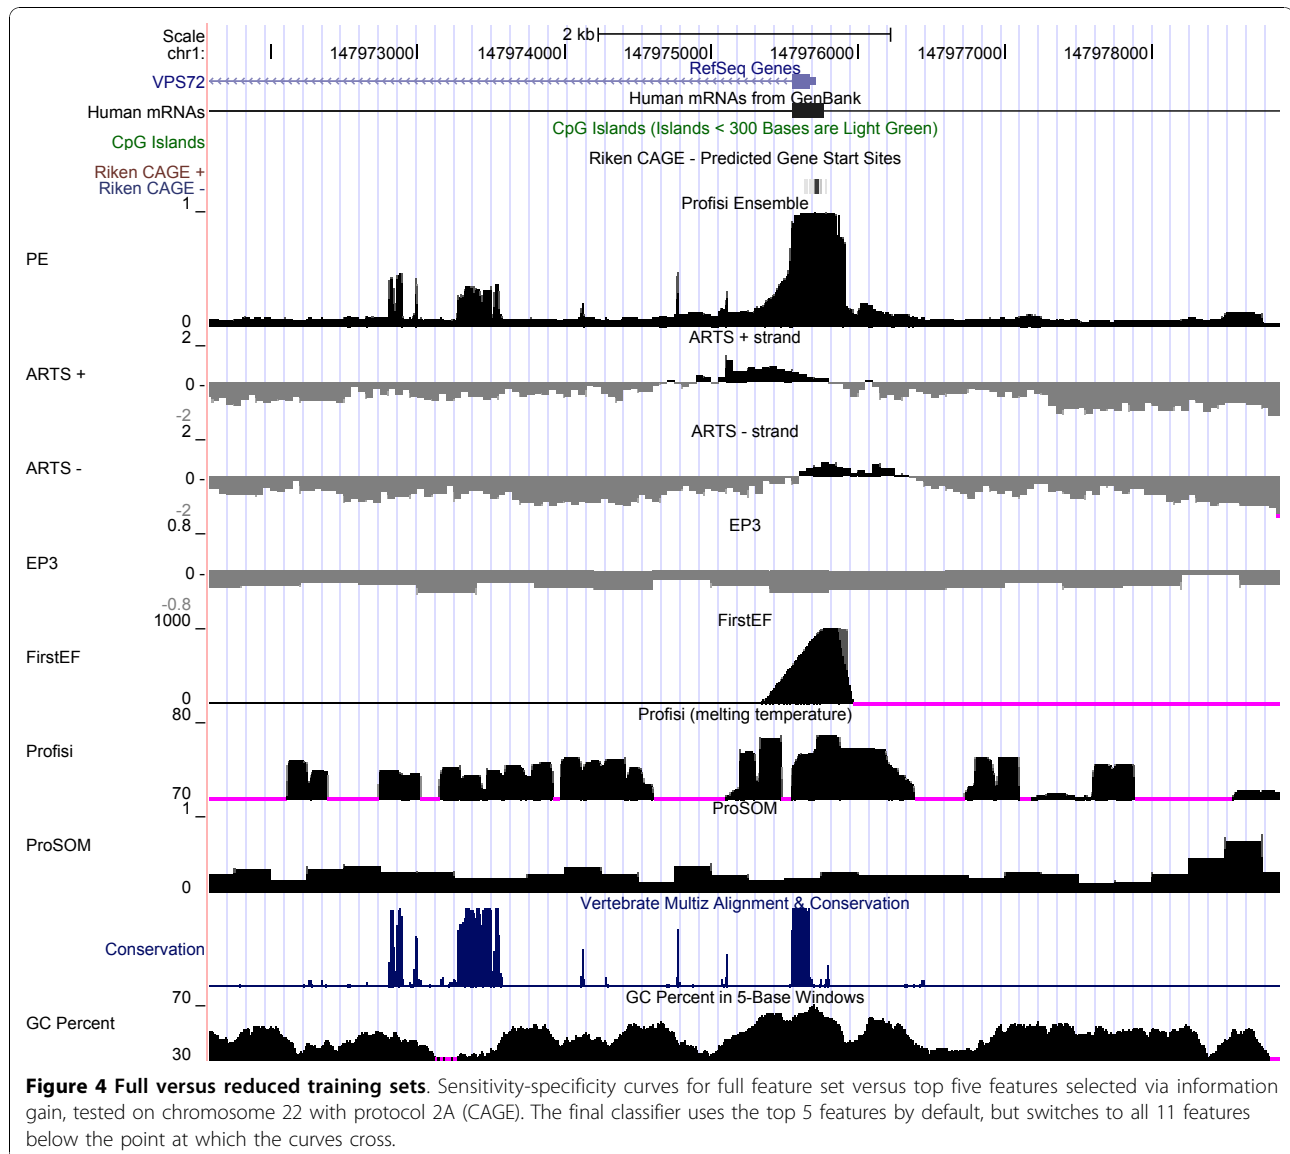 Scale
2 kb
chr1:
147973000
147974000
147975000
147976000
147977000
147978000
RefSeq Genes
VPS72
Human mRNAs from GenBank
Human mRNAs
CpG Islands (Islands < 300 Bases are Light Green)
CpG Islands
Riken CAGE - Predicted Gene Start Sites
Riken CAGE +
Riken CAGE -
Profisi Ensemble
1 _
PE
0
ARTS + strand
2 _
ARTS +
0 -
-2
ARTS - strand
2 _
ARTS -
0 -
-2
EP3
0.8 _
EP3
0 -
-0.8
FirstEF
1000 _
FirstEF
0
Profisi (melting temperature)
80 _
Profisi
70
ProSOM
1 _
ProSOM
0
Vertebrate Multiz Alignment & Conservation
Conservation
GC Percent in 5-Base Windows
70 _
GC Percent
30
Figure 4 Full versus reduced training sets. Sensitivity-specificity curves for full feature set versus top five features selected via information
gain, tested on chromosome 22 with protocol 2A (CAGE). The final classifier uses the top 5 features by default, but switches to all 11 features
below the point at which the curves cross.